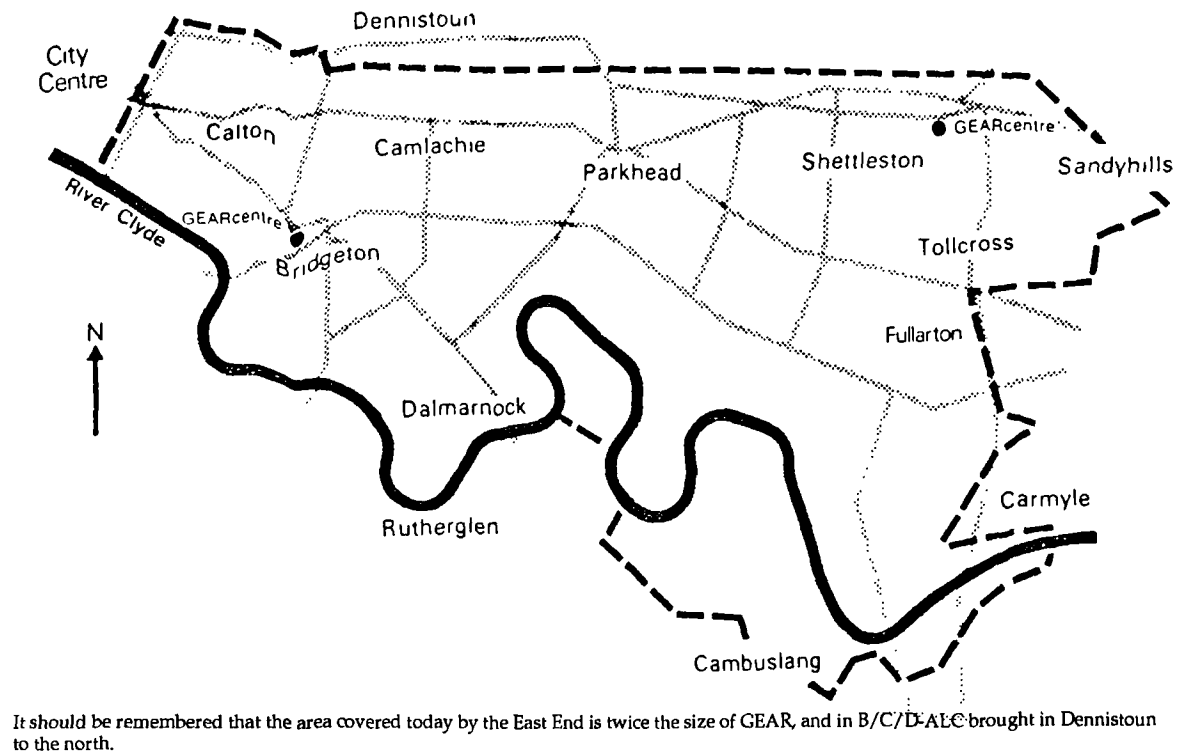 Dennistoun
City
Centre
Calton
Camlachie
Parkhead
Shettleston
GEARcentre
Sandyhills
River Clyde
GEARcentre
Bridgeton
Tollcross
N
Fullarton
Dalmarnock
Rutherglen
Carmyle
Cambuslang
It should be remembered that the area covered today by the East End is twice the size of GEAR, and in B/C/D-ALC brought in Dennistoun
to the north.